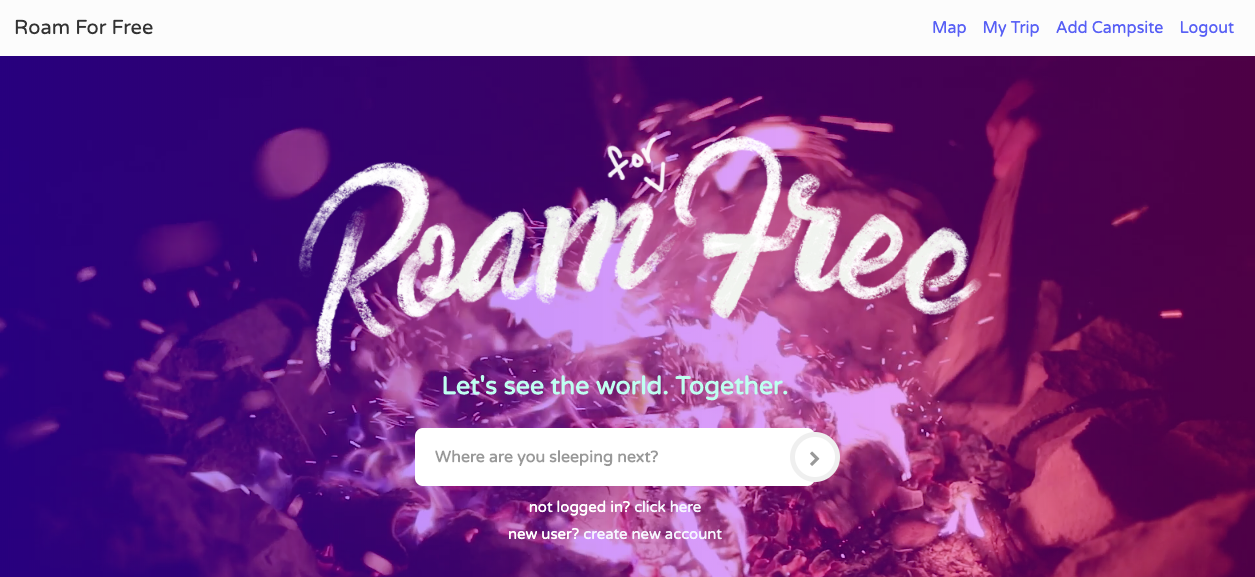 Roam For Free
Map My Trip Add Campsite Logout
for
Roam Free
Let's see the world. Together.
Where are you sleeping next?
not logged in? click here
new user? create new account